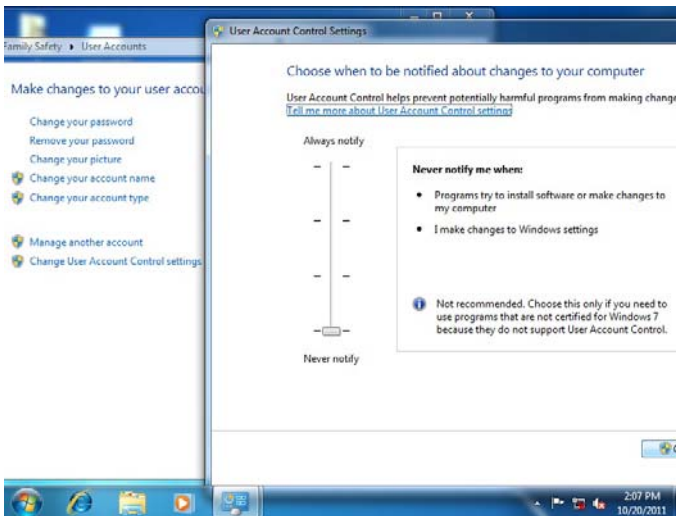 Family Safety ▸ User Accounts
Make changes to your user accou
Change your password
Remove your password
Change your picture
Change your account name
Change your account type
Manage another account
Change User Account Control settings
User Account Control Settings
Choose when to be notified about changes to your computer
User Account Control helps prevent potentially harmful programs from making change
Tell me more about User Account Control settings
Always notify
Never notify me when:
• Programs try to install software or make changes to
my computer
• I make changes to Windows settings
Not recommended. Choose this only if you need to
use programs that are not certified for Windows 7
because they do not support User Account Control.
Never notify
2:07 PM
10/20/2011